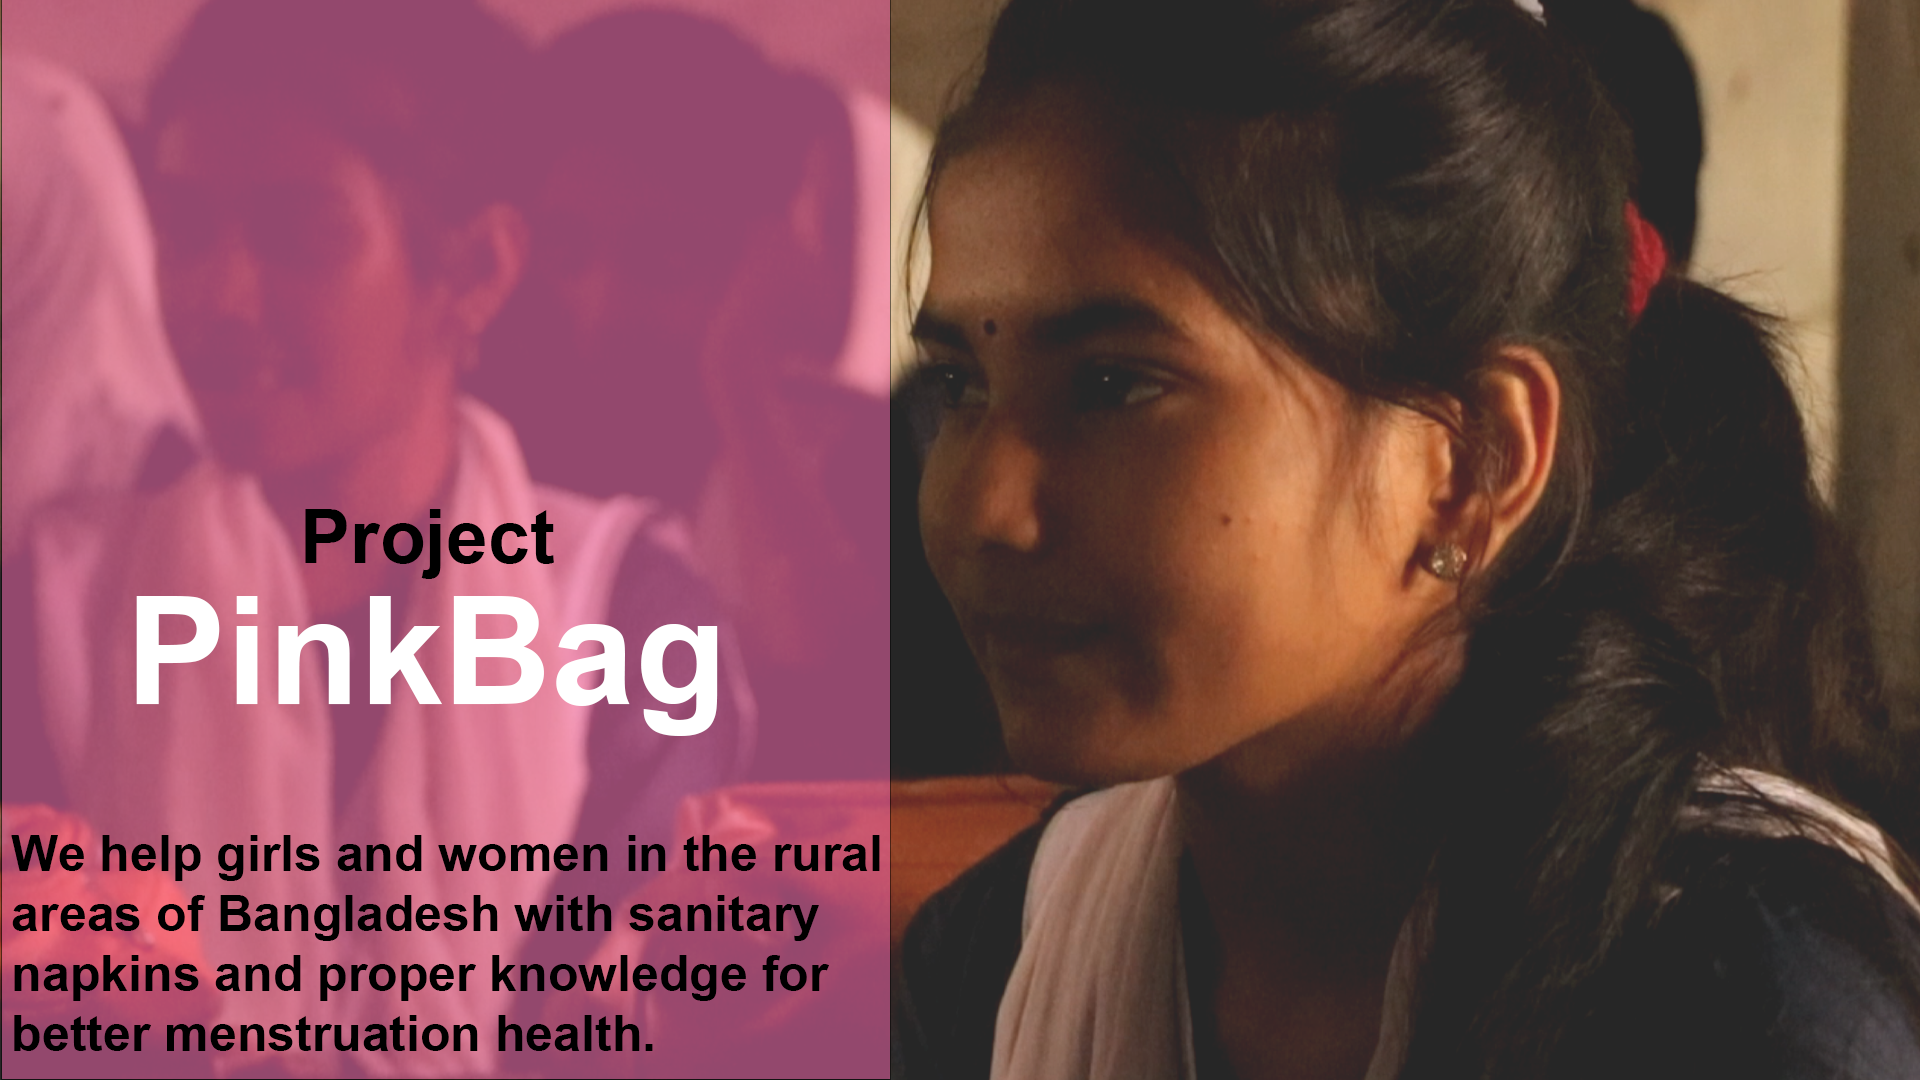 Project
PinkBag
We help girls and women in the rural
areas of Bangladesh with sanitary
napkins and proper knowledge for
better menstruation health.